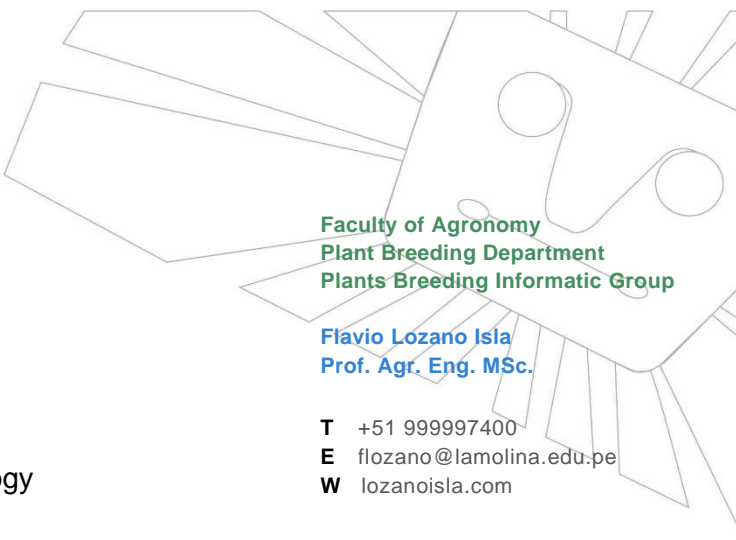 Faculty of Agronomy
Plant Breeding Department
Plants Breeding Informatic Group
Flavio Lozano Isla
Prof. Agr. Eng. MSc.
T +51 999997400
E flozano@lamolina.edu.pe
W lozanoisla.com